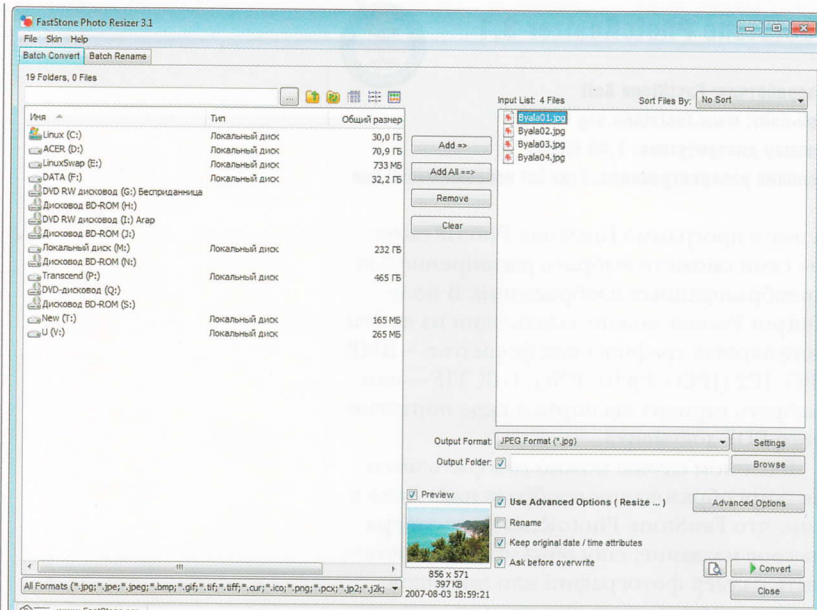 FastStone Photo Resizer 3.1
File Skin Help
Batch Convert Batch Rename
19 Folders, 0 Files
...
Имя Тип Общий размер
Linux (C:) Локальный диск 30,0 ГБ
ACER (D:) Локальный диск 70,9 ГБ
LinuxSwap (E:) Локальный диск 733 МБ
DATA (F:) Локальный диск 32,2 ГБ
DVD RW дисковод (G:) Бесприданница
Дисковод BD-ROM (H:)
DVD RW дисковод (I:) Arap
Дисковод BD-ROM (J:)
Локальный диск (M:) Локальный диск 232 ГБ
Дисковод BD-ROM (N:)
Transcend (P:) Локальный диск 465 ГБ
DVD-дисковод (Q:)
Дисковод BD-ROM (S:)
New (T:) Локальный диск 165 МБ
U (V:) Локальный диск 265 МБ
All Formats (*.jpg;*.jpe;*.jpeg;*.bmp;*.gif;*.tif;*.tiff;*.cur;*.ico;*.png;*.pcx;*.jp2;*.j2k;
www.FastStone.org
Add =>
Add All ==>
Remove
Clear
Input List: 4 Files Sort Files By: No Sort
Byala01.jpg
Byala02.jpg
Byala03.jpg
Byala04.jpg
Output Format: JPEG Format (*.jpg) Settings
Output Folder: Browse
Preview
856 x 571
397 KB
2007-08-03 18:59:21
Use Advanced Options ( Resize ... ) Advanced Options
Rename
Keep original date / time attributes
Ask before overwrite
Convert
Close